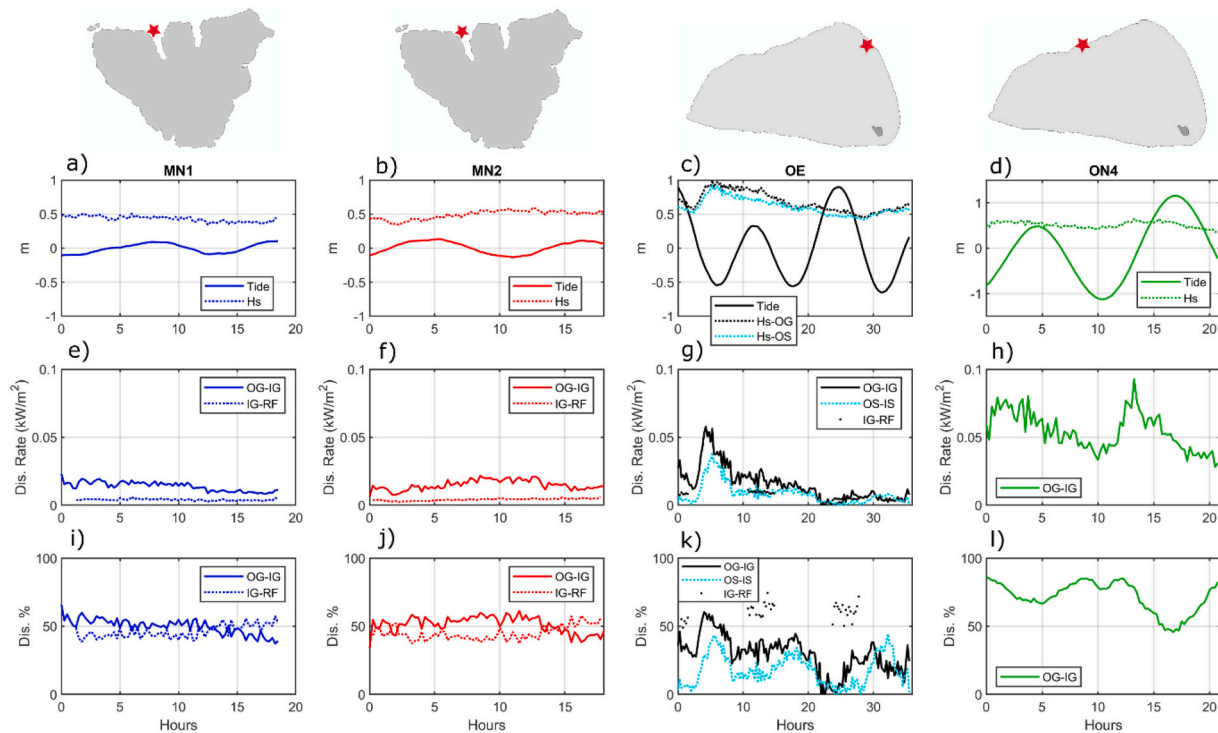 a) MN1
b) MN2
c) OE
d) ON4
m
1
0.5
0
-0.5
-1
Tide
Hs
0 5 10 15 20
m
1
0.5
0
-0.5
-1
Tide
Hs
0 5 10 15
m
1
0.5
0
-0.5
-1
Tide
Hs-OG
Hs-OS
0 10 20 30
m
1
0
-1
Tide
Hs
0 5 10 15 20
e)
f)
g)
h)
Dis. Rate (kW/m²)
0.1
0.05
0
OG-IG
IG-RF
0 5 10 15 20
Dis. Rate (kW/m²)
0.1
0.05
0
OG-IG
IG-RF
0 5 10 15
Dis. Rate (kW/m²)
0.1
0.05
0
OG-IG
OS-IS
IG-RF
0 10 20 30
Dis. Rate (kW/m²)
0.1
0.05
0
OG-IG
0 5 10 15 20
i)
j)
k)
l)
Dis. %
100
50
0
OG-IG
IG-RF
0 5 10 15 20
Hours
Dis. %
100
50
0
OG-IG
IG-RF
0 5 10 15
Hours
Dis. %
100
50
0
OG-IG
OS-IS
IG-RF
0 10 20 30
Hours
Dis. %
100
50
0
OG-IG
0 5 10 15 20
Hours